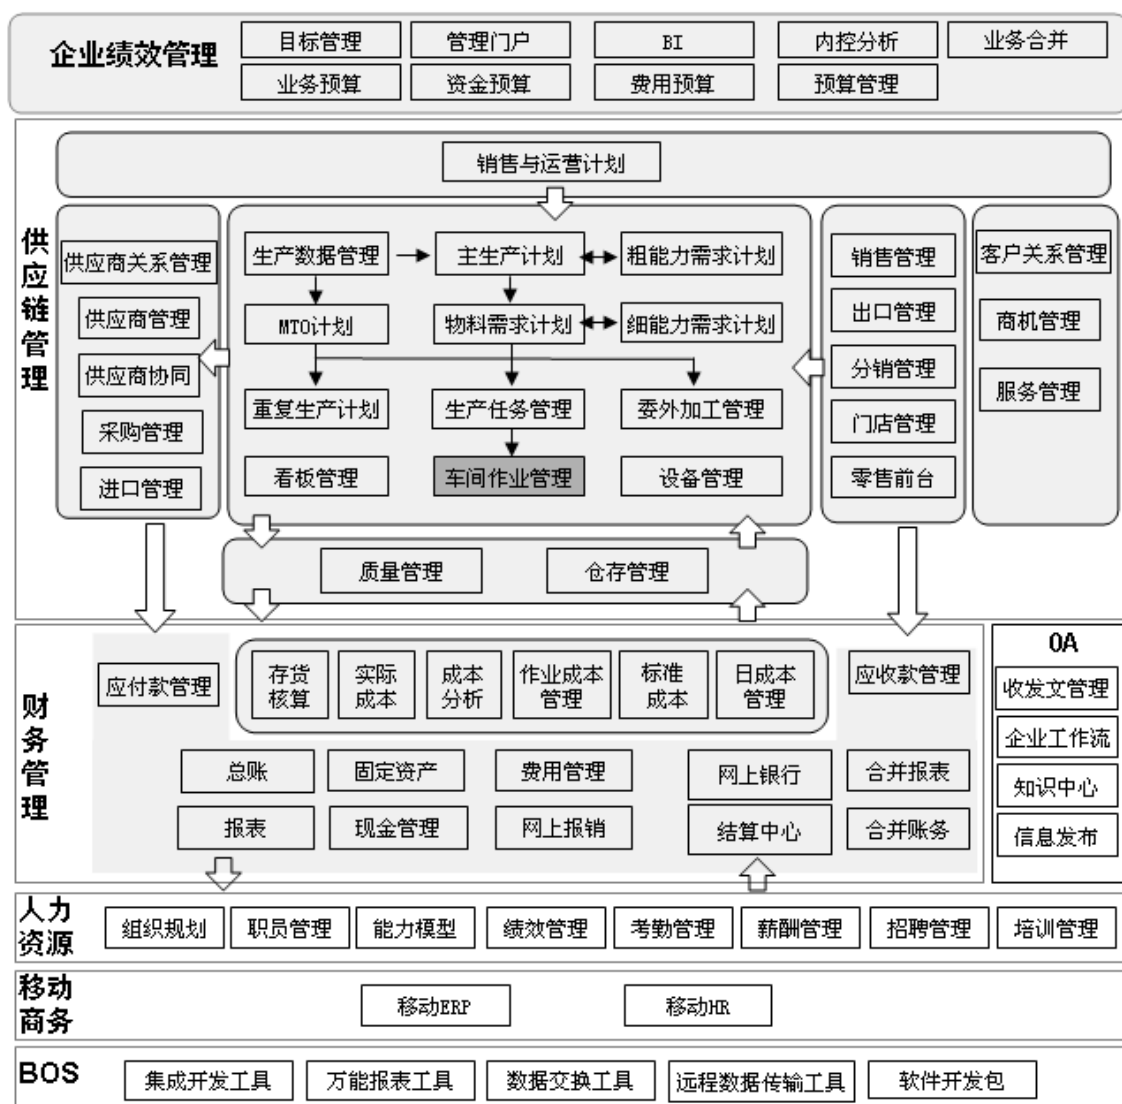 企业绩效管理
目标管理
管理门户
BI
内控分析
业务合并
业务预算
资金预算
费用预算
预算管理
供应链管理
销售与运营计划
供应商关系管理
供应商管理
供应商协同
采购管理
进口管理
生产数据管理
主生产计划
粗能力需求计划
MTO计划
物料需求计划
细能力需求计划
重复生产计划
生产任务管理
委外加工管理
看板管理
车间作业管理
设备管理
销售管理
出口管理
分销管理
门店管理
零售前台
客户关系管理
商机管理
服务管理
质量管理
仓存管理
财务管理
应付款管理
存货
核算
实际
成本
成本
分析
作业成本
管理
标准
成本
日成本
管理
应收款管理
总账
固定资产
费用管理
网上银行
合并报表
报表
现金管理
网上报销
结算中心
合并账务
OA
收发文管理
企业工作流
知识中心
信息发布
人力
资源
组织规划
职员管理
能力模型
绩效管理
考勤管理
薪酬管理
招聘管理
培训管理
移动
商务
移动ERP
移动HR
BOS
集成开发工具
万能报表工具
数据交换工具
远程数据传输工具
软件开发包